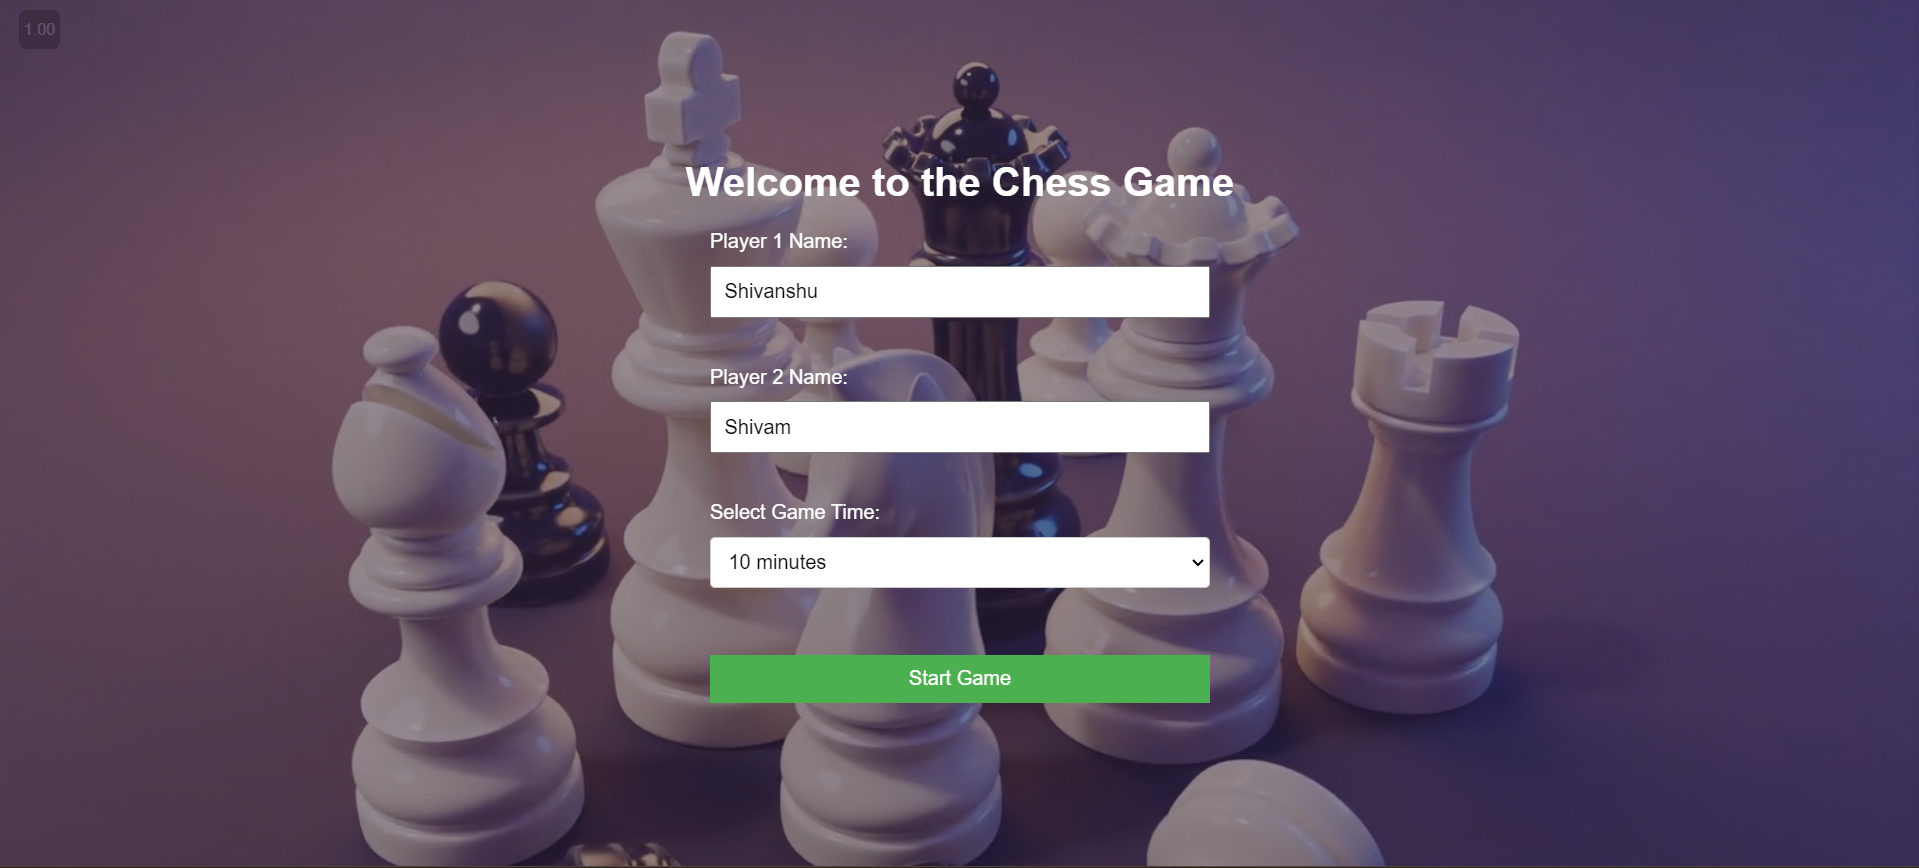 1.00
Welcome to the Chess Game
Player 1 Name:
Shivanshu
Player 2 Name:
Shivam
Select Game Time:
10 minutes
Start Game